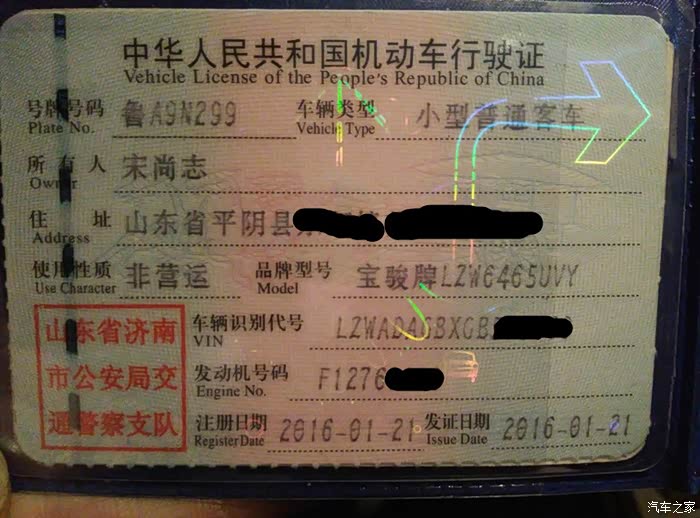 中华人民共和国机动车行驶证
Vehicle License of the People's Republic of China
号牌号码 鲁A9N299 车辆类型 小型普通客车
Plate No. Vehicle Type
所有人 宋尚志
Owner
住址 山东省平阴县
Address
使用性质 非营运 品牌型号 宝骏牌LZW6465UVY
Use Character Model
山东省济南
市公安局交
通警察支队
车辆识别代号 LZWADAGBXGB
VIN
发动机号码 F1276
Engine No.
注册日期 2016-01-21 发证日期 2016-01-21
Register Date Issue Date
汽车之家